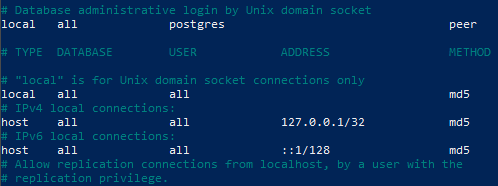 # Database administrative login by Unix domain socket
local   all             postgres                                peer

# TYPE  DATABASE        USER            ADDRESS                 METHOD

# "local" is for Unix domain socket connections only
local   all             all                                     md5
# IPv4 local connections:
host    all             all             127.0.0.1/32            md5
# IPv6 local connections:
host    all             all             ::1/128                 md5
# Allow replication connections from localhost, by a user with the
# replication privilege.